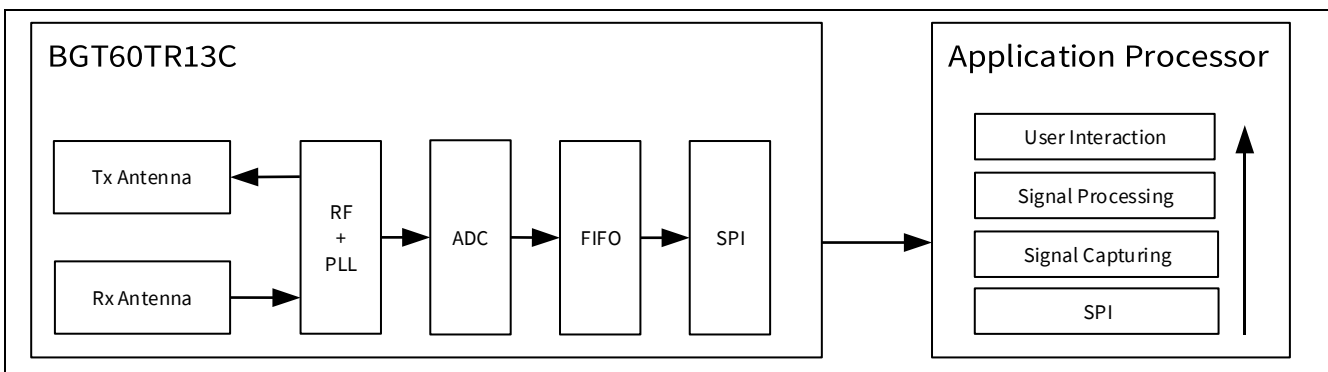 BGT60TR13C
Tx Antenna
Rx Antenna
RF
+
PLL
ADC
FIFO
SPI
Application Processor
User Interaction
Signal Processing
Signal Capturing
SPI